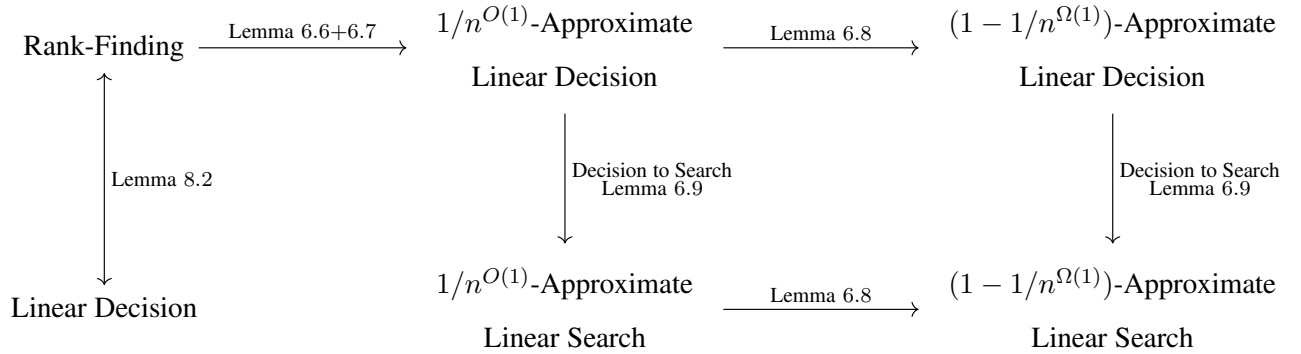 Rank-Finding
Lemma 6.6+6.7
1/n^{O(1)}-Approximate
Linear Decision
Lemma 6.8
(1 − 1/n^{Ω(1)})-Approximate
Linear Decision
Lemma 8.2
Decision to Search
Lemma 6.9
Decision to Search
Lemma 6.9
Linear Decision
1/n^{O(1)}-Approximate
Linear Search
Lemma 6.8
(1 − 1/n^{Ω(1)})-Approximate
Linear Search